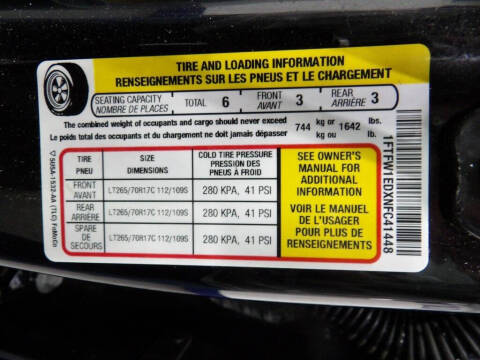 TIRE AND LOADING INFORMATION
RENSEIGNEMENTS SUR LES PNEUS ET LE CHARGEMENT
SEATING CAPACITY
NOMBRE DE PLACES
TOTAL 6
FRONT
AVANT 3
REAR
ARRIÈRE 3
The combined weight of occupants and cargo should never exceed
Le poids total des occupants et du chargement ne doit jamais dépasser
744 kg or 1642 lbs.
kg ou lb.
TIRE
PNEU
SIZE
DIMENSIONS
COLD TIRE PRESSURE
PRESSION DES
PNEUS À FROID
FRONT
AVANT
LT265/70R17C 112/109S
280 KPA, 41 PSI
REAR
ARRIÈRE
LT265/70R17C 112/109S
280 KPA, 41 PSI
SPARE
DE
SECOURS
LT265/70R17C 112/109S
280 KPA, 41 PSI
SEE OWNER'S
MANUAL FOR
ADDITIONAL
INFORMATION
VOIR LE MANUEL
DE L'USAGER
POUR PLUS DE
RENSEIGNEMENTS
5U5A-1532-AA (TLG) FoMoCo
1FTFW1EDXNFC41448